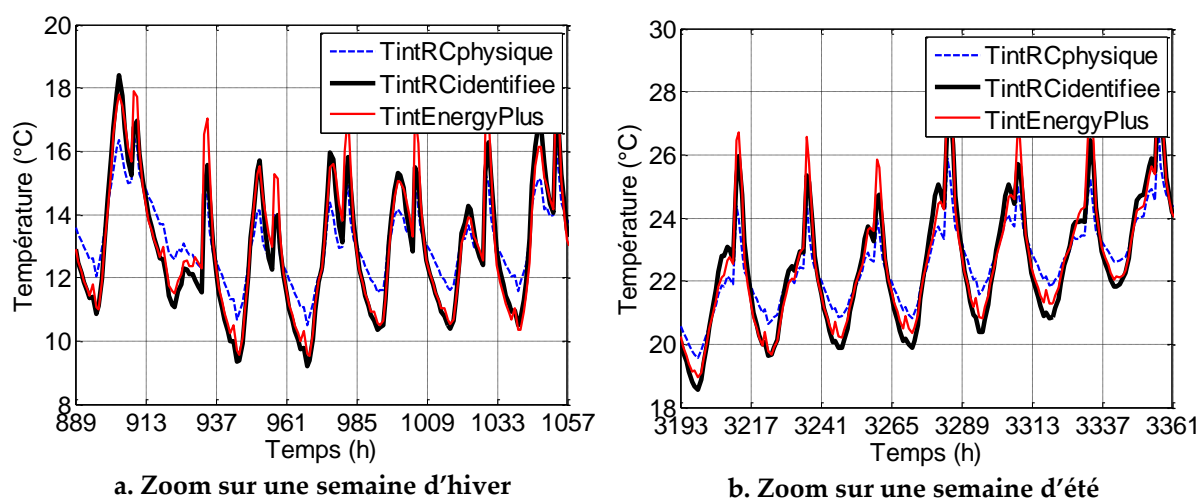 20
18
16
14
12
10
8
Température (°C)
TintRCphysique
TintRCidentifiee
TintEnergyPlus
889 913 937 961 985 1009 1033 1057
Temps (h)
a. Zoom sur une semaine d’hiver
30
28
26
24
22
20
18
Température (°C)
TintRCphysique
TintRCidentifiee
TintEnergyPlus
3193 3217 3241 3265 3289 3313 3337 3361
Temps (h)
b. Zoom sur une semaine d’été